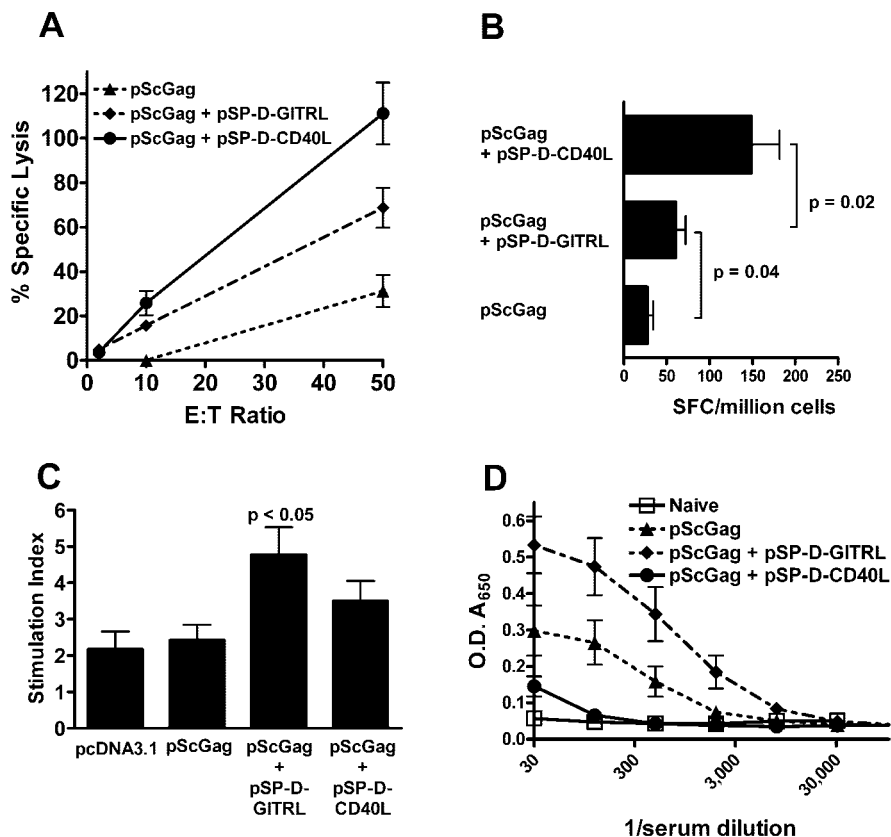 A
pScGag
pScGag + pSP-D-GITRL
pScGag + pSP-D-CD40L
120
100
80
60
40
20
0
% Specific Lysis
0 10 20 30 40 50
E:T Ratio
B
pScGag
+ pSP-D-CD40L
pScGag
+ pSP-D-GITRL
pScGag
p = 0.02
p = 0.04
0 50 100 150 200 250
SFC/million cells
C
6
5
4
3
2
1
0
Stimulation Index
p < 0.05
pcDNA3.1
pScGag
pScGag
+
pSP-D-
GITRL
pScGag
+
pSP-D-
CD40L
D
Naive
pScGag
pScGag + pSP-D-GITRL
pScGag + pSP-D-CD40L
0.6
0.5
0.4
0.3
0.2
0.1
0.0
O.D. A650
30 300 3,000 30,000
1/serum dilution